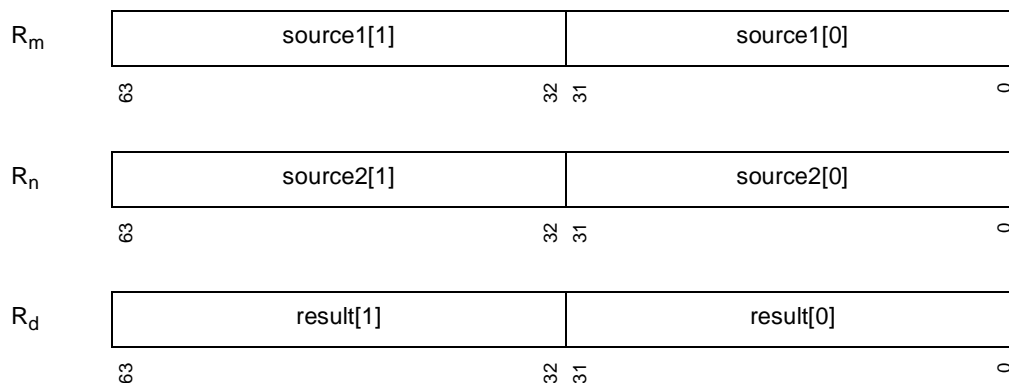 Rm source1[1] source1[0]
63 32 31 0
Rn source2[1] source2[0]
63 32 31 0
Rd result[1] result[0]
63 32 31 0